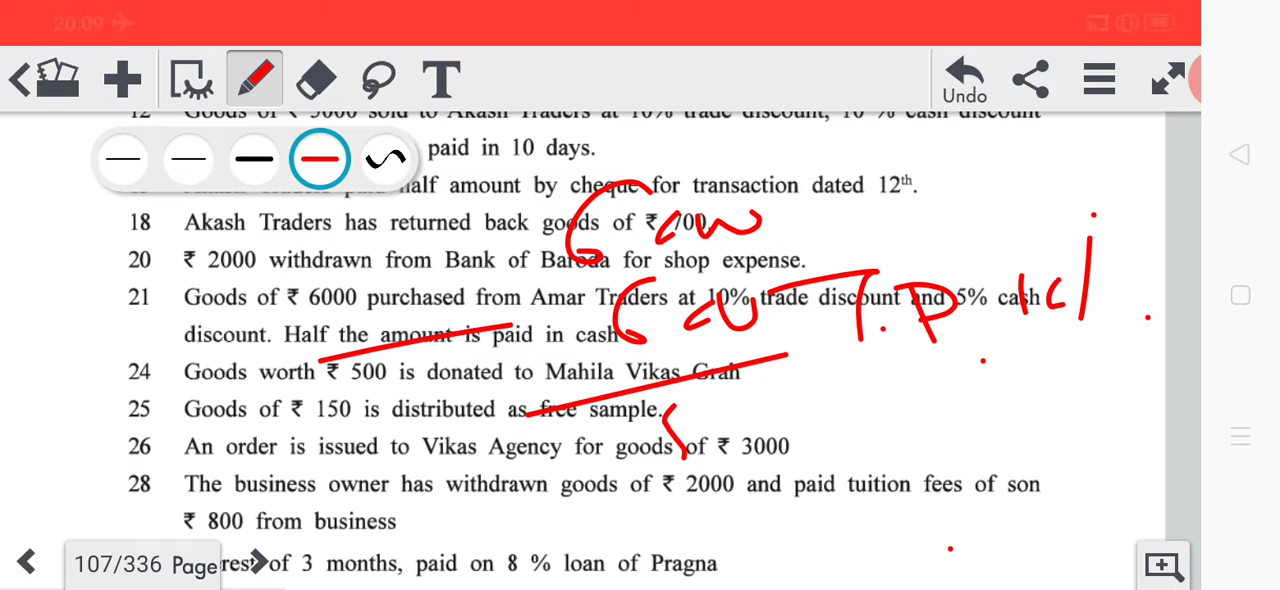 20:09
T
Undo
12 Goods of ₹ 5000 sold to Akash Traders at 10% trade discount, 10 % cash discount
paid in 10 days.
half amount by cheque for transaction dated 12th.
18 Akash Traders has returned back goods of ₹ 700.
20 ₹ 2000 withdrawn from Bank of Baroda for shop expense.
21 Goods of ₹ 6000 purchased from Amar Traders at 10% trade discount and 5% cash
discount. Half the amount is paid in cash
24 Goods worth ₹ 500 is donated to Mahila Vikas Grah
25 Goods of ₹ 150 is distributed as free sample.
26 An order is issued to Vikas Agency for goods of ₹ 3000
28 The business owner has withdrawn goods of ₹ 2000 and paid tuition fees of son
₹ 800 from business
107/336 Page
rest of 3 months, paid on 8 % loan of Pragna